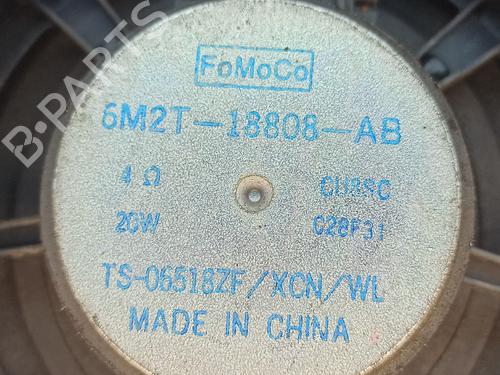 B-PARTS
FoMoCo
6M2T-18808-AB
4 Ω
20W
C28F31
TS-06518ZF/XCN/WL
MADE IN CHINA